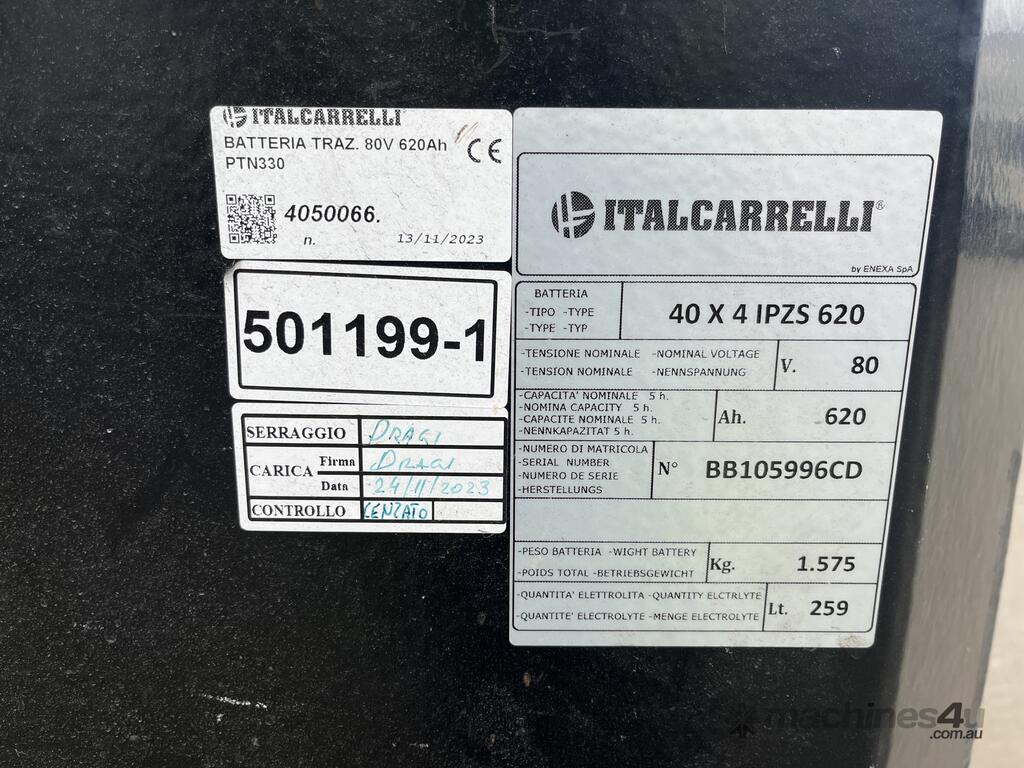 ITALCARRELLI
BATTERIA TRAZ. 80V 620Ah
PTN330
CE
4050066.
n. 13/11/2023
501199-1
SERRAGGIO DRAGI
CARICA Firma DRAGI
Data 24/11/2023
CONTROLLO CENZATO
ITALCARRELLI®
by ENEXA SpA
BATTERIA
-TIPO -TYPE
-TYPE -TYP
40 X 4 IPZS 620
-TENSIONE NOMINALE -NOMINAL VOLTAGE
-TENSION NOMINALE -NENNSPANNUNG
V. 80
-CAPACITA' NOMINALE 5 h.
-NOMINA CAPACITY 5 h.
-CAPACITE NOMINALE 5 h.
-NENNKAPAZITAT 5 h.
Ah. 620
-NUMERO DI MATRICOLA
-SERIAL NUMBER
-NUMERO DE SERIE
-HERSTELLUNGS
N° BB105996CD
-PESO BATTERIA -WIGHT BATTERY
-POIDS TOTAL -BETRIEBSGEWICHT
Kg. 1.575
-QUANTITA' ELETTROLITA -QUANTITY ELCTRLYTE
-QUANTITE' ELECTROLYTE -MENGE ELECTROLYTE
Lt. 259
machines4u
.com.au